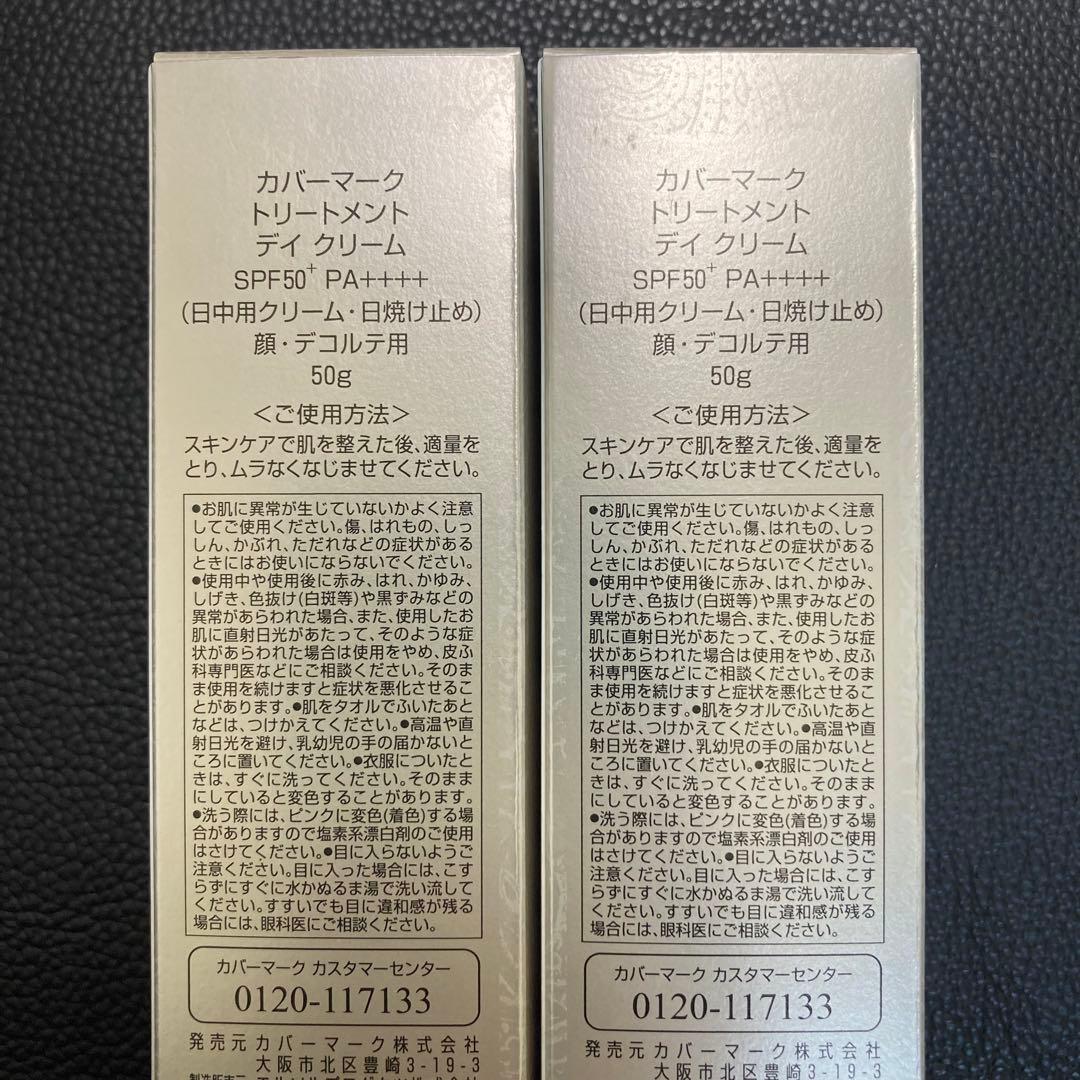 カバーマーク
トリートメント
デイ クリーム
SPF50+ PA++++
(日中用クリーム・日焼け止め)
顔・デコルテ用
50g
＜ご使用方法＞
スキンケアで肌を整えた後、適量を
とり、ムラなくなじませてください。
●お肌に異常が生じていないかよく注意
してご使用ください。傷、はれもの、しっ
しん、かぶれ、ただれなどの症状がある
ときにはお使いにならないでください。
●使用中や使用後に赤み、はれ、かゆみ、
しげき、色抜け(白斑等)や黒ずみなどの
異常があらわれた場合、また、使用したお
肌に直射日光があたって、そのような症
状があらわれた場合は使用をやめ、皮ふ
科専門医などにご相談ください。そのま
ま使用を続けますと症状を悪化させるこ
とがあります。●肌をタオルでふいたあと
などは、つけかえてください。●高温や直
射日光を避け、乳幼児の手の届かないと
ころに置いてください。●衣服についたと
きは、すぐに洗ってください。そのまま
にしていると変色することがあります。
●洗う際には、ピンクに変色(着色)する場
合がありますので塩素系漂白剤のご使用
はさけてください。●目に入らないようご
注意ください。目に入った場合には、こす
らずにすぐに水かぬるま湯で洗い流して
ください。すすいでも目に違和感が残る
場合には、眼科医にご相談ください。
カバーマーク カスタマーセンター
0120-117133
発売元 カバーマーク株式会社
大阪市北区豊崎3-19-3
カバーマーク
トリートメント
デイ クリーム
SPF50+ PA++++
(日中用クリーム・日焼け止め)
顔・デコルテ用
50g
＜ご使用方法＞
スキンケアで肌を整えた後、適量を
とり、ムラなくなじませてください。
●お肌に異常が生じていないかよく注意
してご使用ください。傷、はれもの、しっ
しん、かぶれ、ただれなどの症状がある
ときにはお使いにならないでください。
●使用中や使用後に赤み、はれ、かゆみ、
しげき、色抜け(白斑等)や黒ずみなどの
異常があらわれた場合、また、使用したお
肌に直射日光があたって、そのような症
状があらわれた場合は使用をやめ、皮ふ
科専門医などにご相談ください。そのま
ま使用を続けますと症状を悪化させるこ
とがあります。●肌をタオルでふいたあと
などは、つけかえてください。●高温や直
射日光を避け、乳幼児の手の届かないと
ころに置いてください。●衣服についたと
きは、すぐに洗ってください。そのまま
にしていると変色することがあります。
●洗う際には、ピンクに変色(着色)する場
合がありますので塩素系漂白剤のご使用
はさけてください。●目に入らないようご
注意ください。目に入った場合には、こす
らずにすぐに水かぬるま湯で洗い流して
ください。すすいでも目に違和感が残る
場合には、眼科医にご相談ください。
カバーマーク カスタマーセンター
0120-117133
発売元 カバーマーク株式会社
大阪市北区豊崎3-19-3